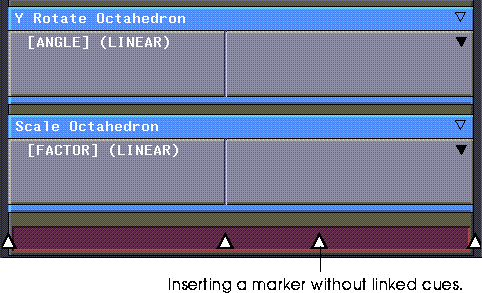 Y Rotate Octahedron
[ANGLE] (LINEAR)
Scale Octahedron
[FACTOR] (LINEAR)
Inserting a marker without linked cues.